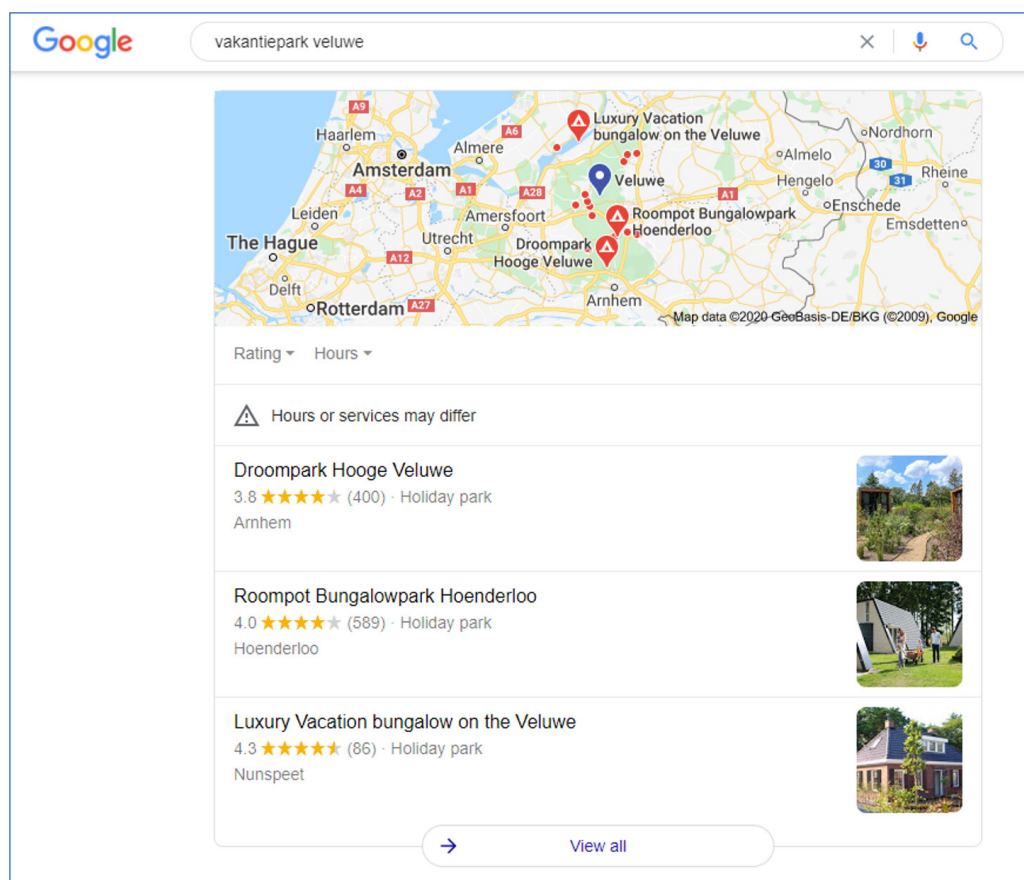 Google
vakantiepark veluwe
A9
Haarlem
Amsterdam
Almere
A6
Luxury Vacation
bungalow on the Veluwe
Nordhorn
Almelo
30
31
Rheine
Hengelo
Enschede
Emsdetten
A4
A2
A1
A28
Veluwe
A1
Leiden
Amersfoort
Roompot Bungalowpark
Hoenderloo
The Hague
Utrecht
Droompark
Hooge Veluwe
A12
Delft
Rotterdam
A27
Arnhem
Map data ©2020 GeoBasis-DE/BKG (©2009), Google
Rating
Hours
Hours or services may differ
Droompark Hooge Veluwe
3.8 (400) · Holiday park
Arnhem
Roompot Bungalowpark Hoenderloo
4.0 (589) · Holiday park
Hoenderloo
Luxury Vacation bungalow on the Veluwe
4.3 (86) · Holiday park
Nunspeet
View all